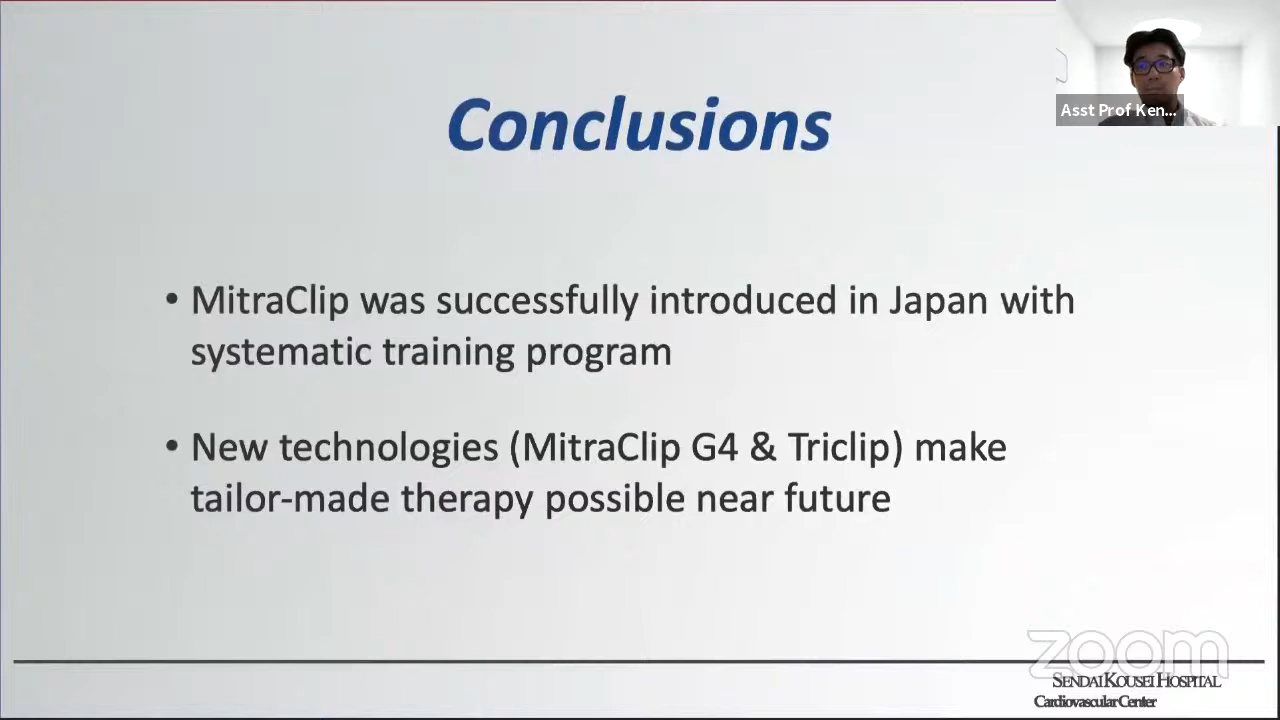 Asst Prof Ken...
Conclusions
• MitraClip was successfully introduced in Japan with
systematic training program
• New technologies (MitraClip G4 & Triclip) make
tailor-made therapy possible near future
zoom
SENDAI KOUSEI HOSPITAL
Cardiovascular Center